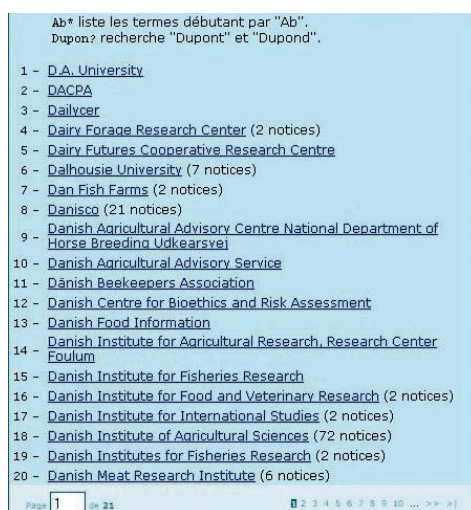 Ab* liste les termes débutant par "Ab".
Dupon? recherche "Dupont" et "Dupond".
1 - D.A. University
2 - DACPA
3 - Dailycer
4 - Dairy Forage Research Center (2 notices)
5 - Dairy Futures Cooperative Research Centre
6 - Dalhousie University (7 notices)
7 - Dan Fish Farms (2 notices)
8 - Danisco (21 notices)
9 - Danish Agricultural Advisory Centre National Department of
Horse Breeding Udkearsvej
10 - Danish Agricultural Advisory Service
11 - Danish Beekeepers Association
12 - Danish Centre for Bioethics and Risk Assessment
13 - Danish Food Information
14 - Danish Institute for Agricultural Research, Research Center
Foulum
15 - Danish Institute for Fisheries Research
16 - Danish Institute for Food and Veterinary Research (2 notices)
17 - Danish Institute for International Studies (2 notices)
18 - Danish Institute of Agricultural Sciences (72 notices)
19 - Danish Institutes for Fisheries Research (2 notices)
20 - Danish Meat Research Institute (6 notices)
Page 1 de 21 1 2 3 4 5 6 7 8 9 10 ... >> >|